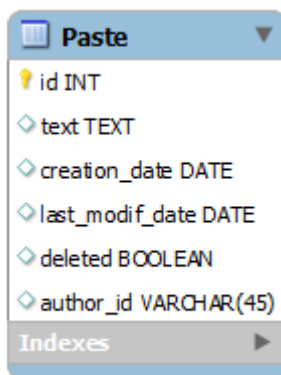 Paste
id INT
text TEXT
creation_date DATE
last_modif_date DATE
deleted BOOLEAN
author_id VARCHAR(45)
Indexes